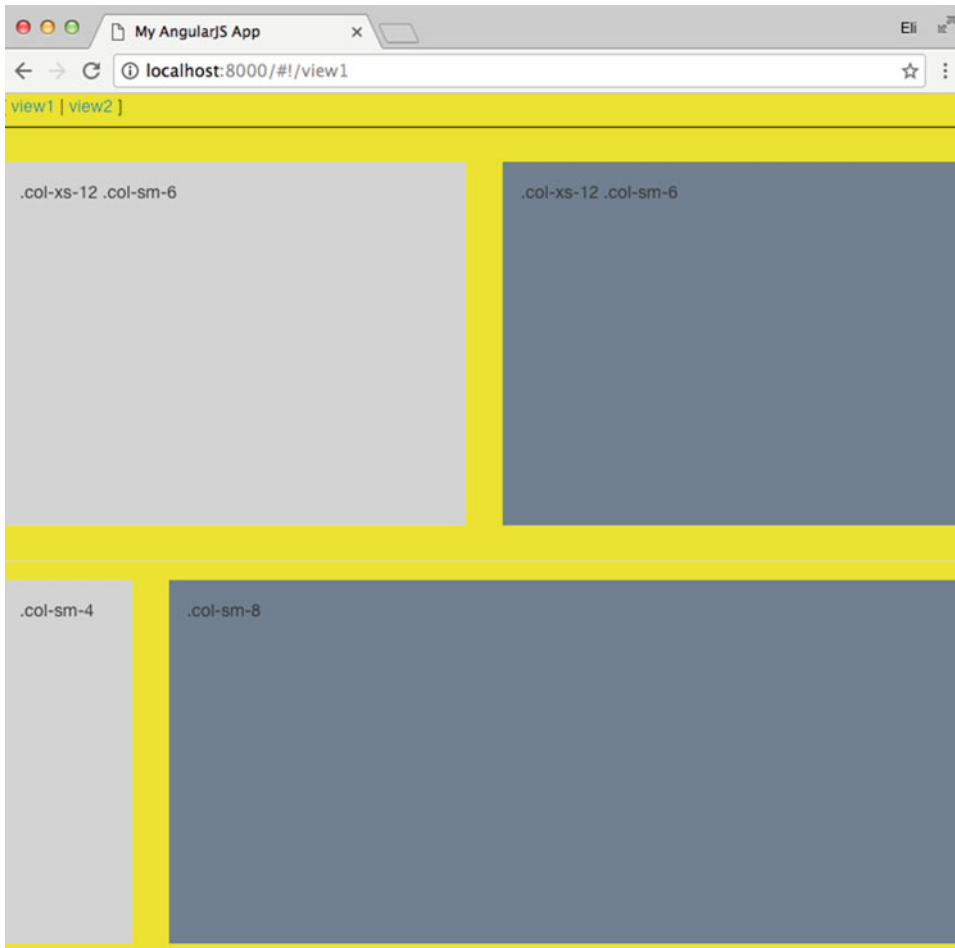 My AngularJS App
Eli
localhost:8000/#!/view1
[ view1 | view2 ]
.col-xs-12 .col-sm-6
.col-xs-12 .col-sm-6
.col-sm-4
.col-sm-8